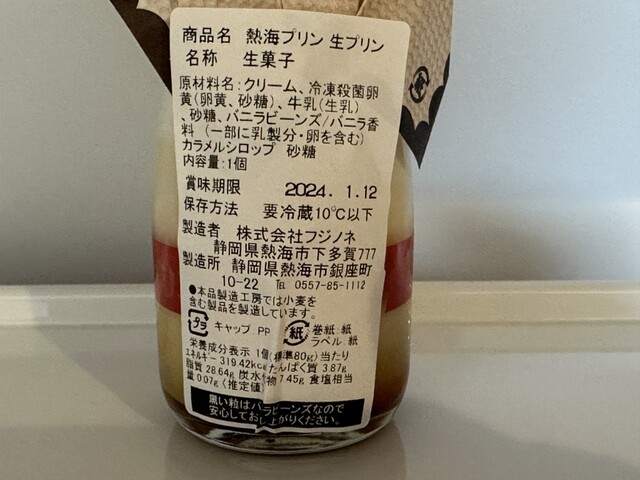 商品名 熱海プリン 生プリン
名称 生菓子
原材料名:クリーム、冷凍殺菌卵
黄(卵黄、砂糖)、牛乳(生乳)
、砂糖、バニラビーンズ/バニラ香
料 (一部に乳製分・卵を含む)
カラメルシロップ 砂糖
内容量:1個
賞味期限 2024. 1.12
保存方法 要冷蔵10℃以下
製造者 株式会社フジノネ
静岡県熱海市下多賀777
製造所 静岡県熱海市銀座町
10-22 TEL 0557-85-1112
●本品製造工房では小麦を
含む製品を製造しています。
プラ キャップ:PP 紙 巻紙:紙
ラベル:紙
栄養成分表示 1個(標準80g)当たり
エネルギー 319.42kcal たんぱく質 3.87g
脂質 28.64g 炭水化物 7.45g 食塩相当
量 0.07g (推定値)
黒い粒はバニラビーンズなので
安心してお召し上がりください。